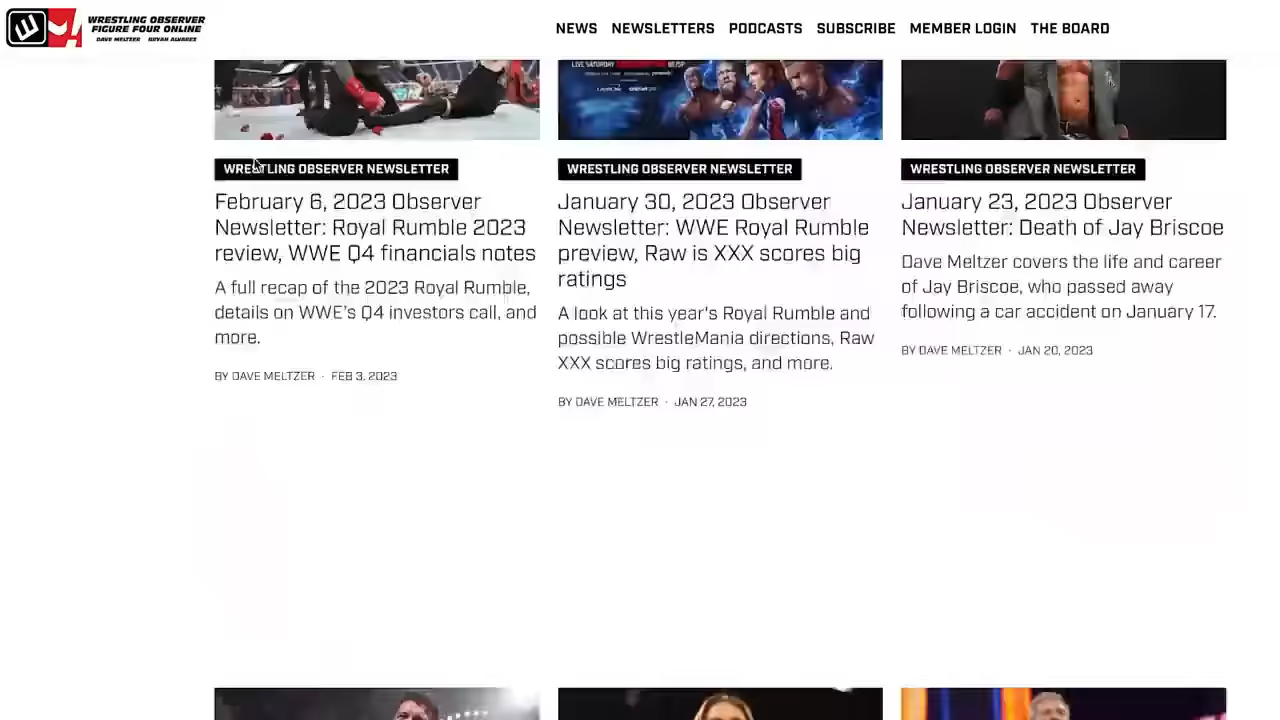 WRESTLING OBSERVER
FIGURE FOUR ONLINE
DAVE MELTZER BRYAN ALVAREZ
NEWS NEWSLETTERS PODCASTS SUBSCRIBE MEMBER LOGIN THE BOARD
WRESTLING OBSERVER NEWSLETTER
February 6, 2023 Observer
Newsletter: Royal Rumble 2023
review, WWE Q4 financials notes
A full recap of the 2023 Royal Rumble,
details on WWE's Q4 investors call, and
more.
BY DAVE MELTZER · FEB 3, 2023
LIVE SATURDAY
WRESTLING OBSERVER NEWSLETTER
January 30, 2023 Observer
Newsletter: WWE Royal Rumble
preview, Raw is XXX scores big
ratings
A look at this year's Royal Rumble and
possible WrestleMania directions, Raw
XXX scores big ratings, and more.
BY DAVE MELTZER · JAN 27, 2023
WRESTLING OBSERVER NEWSLETTER
January 23, 2023 Observer
Newsletter: Death of Jay Briscoe
Dave Meltzer covers the life and career
of Jay Briscoe, who passed away
following a car accident on January 17.
BY DAVE MELTZER · JAN 20, 2023